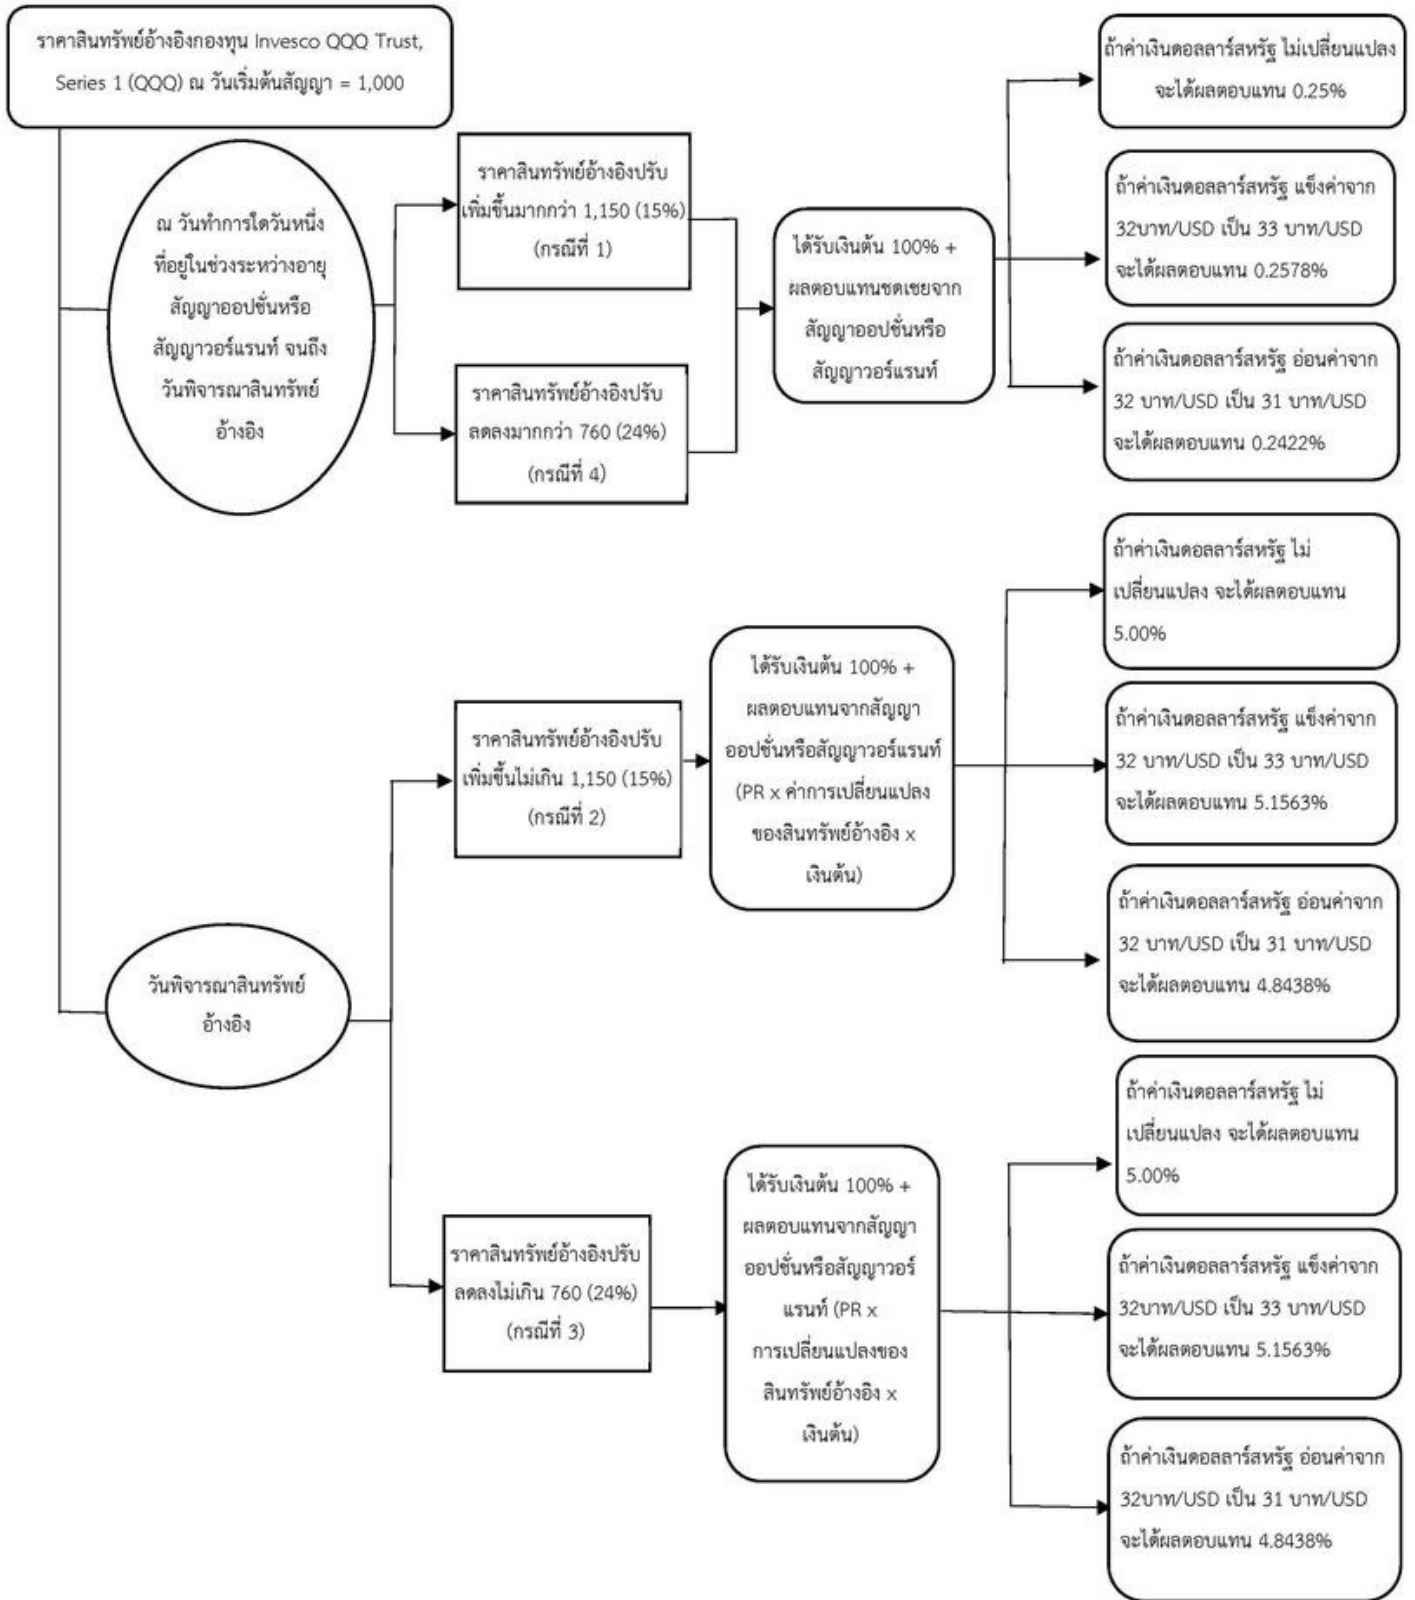 ราคาสินทรัพย์อ้างอิงกองทุน Invesco QQQ Trust,
Series 1 (QQQ) ณ วันเริ่มต้นสัญญา = 1,000
ณ วันทำการใดวันหนึ่ง
ที่อยู่ในช่วงระหว่างอายุ
สัญญาออปชั่นหรือ
สัญญาวอร์แรนท์ จนถึง
วันพิจารณาสินทรัพย์
อ้างอิง
ราคาสินทรัพย์อ้างอิงปรับ
เพิ่มขึ้นมากกว่า 1,150 (15%)
(กรณีที่ 1)
ราคาสินทรัพย์อ้างอิงปรับ
ลดลงมากกว่า 760 (24%)
(กรณีที่ 4)
ได้รับเงินต้น 100% +
ผลตอบแทนชดเชยจาก
สัญญาออปชั่นหรือ
สัญญาวอร์แรนท์
ถ้าค่าเงินดอลลาร์สหรัฐ ไม่เปลี่ยนแปลง
จะได้ผลตอบแทน 0.25%
ถ้าค่าเงินดอลลาร์สหรัฐ แข็งค่าจาก
32บาท/USD เป็น 33 บาท/USD
จะได้ผลตอบแทน 0.2578%
ถ้าค่าเงินดอลลาร์สหรัฐ อ่อนค่าจาก
32 บาท/USD เป็น 31 บาท/USD
จะได้ผลตอบแทน 0.2422%
วันพิจารณาสินทรัพย์
อ้างอิง
ราคาสินทรัพย์อ้างอิงปรับ
เพิ่มขึ้นไม่เกิน 1,150 (15%)
(กรณีที่ 2)
ได้รับเงินต้น 100% +
ผลตอบแทนจากสัญญา
ออปชั่นหรือสัญญาวอร์แรนท์
(PR x ค่าการเปลี่ยนแปลง
ของสินทรัพย์อ้างอิง x
เงินต้น)
ถ้าค่าเงินดอลลาร์สหรัฐ ไม่
เปลี่ยนแปลง จะได้ผลตอบแทน
5.00%
ถ้าค่าเงินดอลลาร์สหรัฐ แข็งค่าจาก
32 บาท/USD เป็น 33 บาท/USD
จะได้ผลตอบแทน 5.1563%
ถ้าค่าเงินดอลลาร์สหรัฐ อ่อนค่าจาก
32 บาท/USD เป็น 31 บาท/USD
จะได้ผลตอบแทน 4.8438%
ราคาสินทรัพย์อ้างอิงปรับ
ลดลงไม่เกิน 760 (24%)
(กรณีที่ 3)
ได้รับเงินต้น 100% +
ผลตอบแทนจากสัญญา
ออปชั่นหรือสัญญาวอร์
แรนท์ (PR x
การเปลี่ยนแปลงของ
สินทรัพย์อ้างอิง x
เงินต้น)
ถ้าค่าเงินดอลลาร์สหรัฐ ไม่
เปลี่ยนแปลง จะได้ผลตอบแทน
5.00%
ถ้าค่าเงินดอลลาร์สหรัฐ แข็งค่าจาก
32บาท/USD เป็น 33 บาท/USD
จะได้ผลตอบแทน 5.1563%
ถ้าค่าเงินดอลลาร์สหรัฐ อ่อนค่าจาก
32บาท/USD เป็น 31 บาท/USD
จะได้ผลตอบแทน 4.8438%